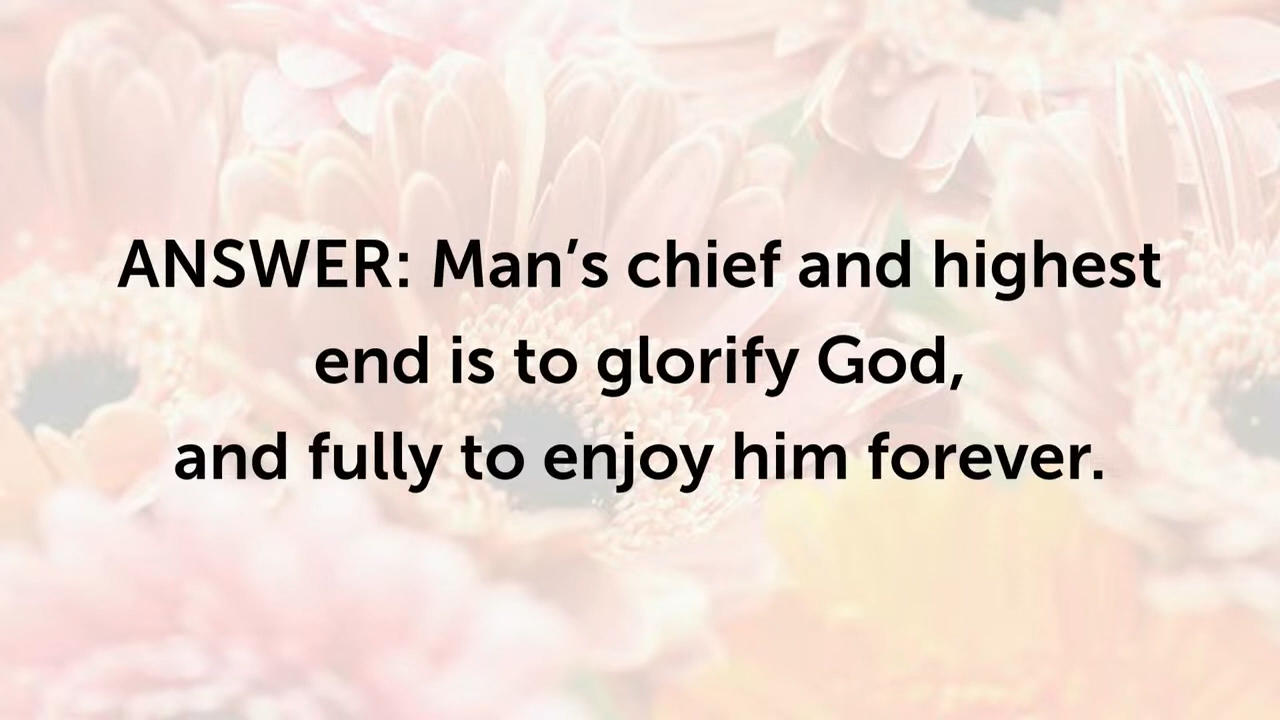 ANSWER: Man’s chief and highest
end is to glorify God,
and fully to enjoy him forever.